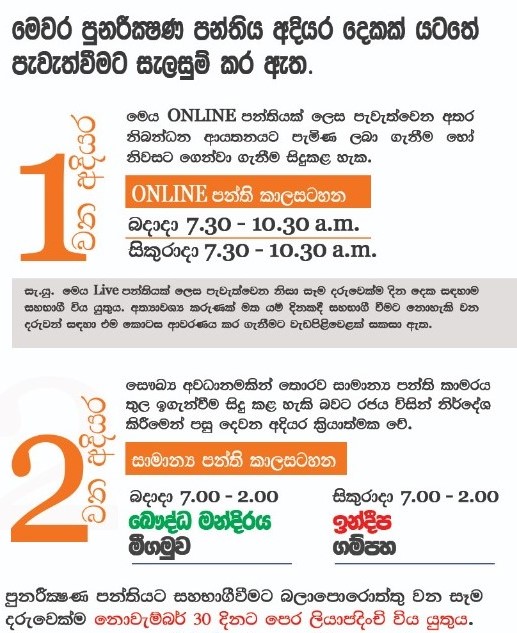 මෙවර පුනරීක්‍ෂණ පන්තිය අදියර දෙකක් යටතේ
පැවැත්වීමට සැලසුම් කර ඇත.
1 වන අදියර
මෙය ONLINE පන්තියක් ලෙස පැවැත්වෙන අතර
නිබන්ධන ආයතනයට පැමිණ ලබා ගැනීම හෝ
නිවසට ගෙන්වා ගැනීම සිදුකළ හැක.
ONLINE පන්ති කාලසටහන
බදාදා 7.30 - 10.30 a.m.
සිකුරාදා 7.30 - 10.30 a.m.
සැ.යු. මෙය Live පන්තියක් ලෙස පැවැත්වෙන නිසා සෑම දරුවෙක්ම දින දෙක සඳහාම
සහභාගී විය යුතුය. අත්‍යාවශ්‍ය කරුණක් මත යම් දිනකදී සහභාගී වීමට නොහැකි වන
දරුවන් සඳහා එම කොටස ආවරණය කර ගැනීමට වැඩපිළිවෙළක් සකසා ඇත.
2 වන අදියර
සෞඛ්‍ය අවධානමකින් තොරව සාමාන්‍ය පන්ති කාමරය
තුල ඉගැන්වීම සිදු කළ හැකි බවට රජය විසින් නිර්දේශ
කිරීමෙන් පසු දෙවන අදියර ක්‍රියාත්මක වේ.
සාමාන්‍ය පන්ති කාලසටහන
බදාදා 7.00 - 2.00
බෞද්ධ මන්දිරය
මීගමුව
සිකුරාදා 7.00 - 2.00
ඉන්දීප
ගම්පහ
පුනරීක්‍ෂණ පන්තියට සහභාගීවීමට බලාපොරොත්තු වන සෑම
දරුවෙක්ම නොවැම්බර් 30 දිනට පෙර ලියාපදිංචි විය යුතුය.